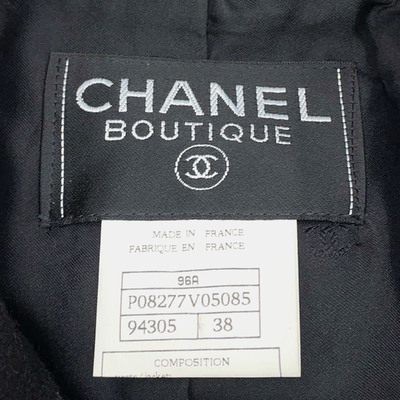 CHANEL
BOUTIQUE
MADE IN FRANCE
FABRIQUE EN FRANCE
96A
P08277V05085
94305 38
COMPOSITION